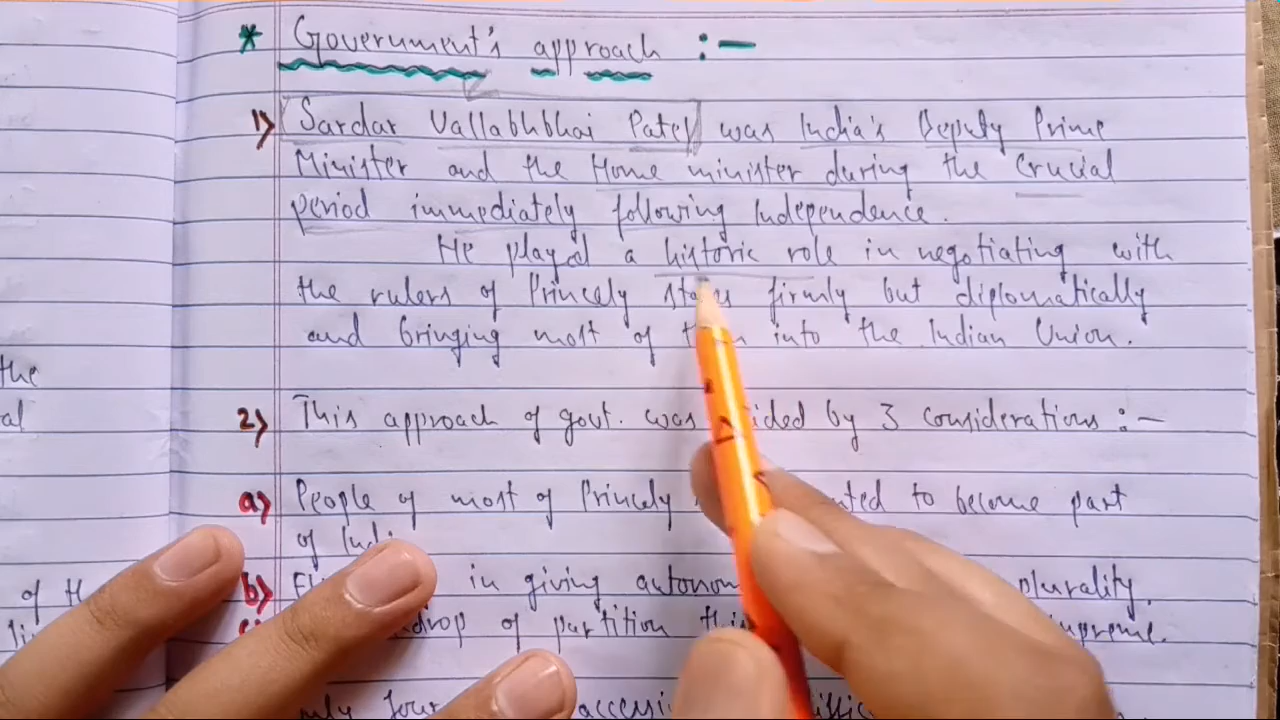 * Government's approach :-
1) Sardar Vallabhbhai Patel was India's Deputy Prime
Minister and the Home minister during the Crucial
period immediately following Independence.
He played a historic role in negotiating with
the rulers of Princely states firmly but diplomatically
and bringing most of them into the Indian Union.
the
al
2) This approach of govt. was by 3 considerations :-
a) People of most of Princely to become part
of
of
b) in giving plurality.
of partition